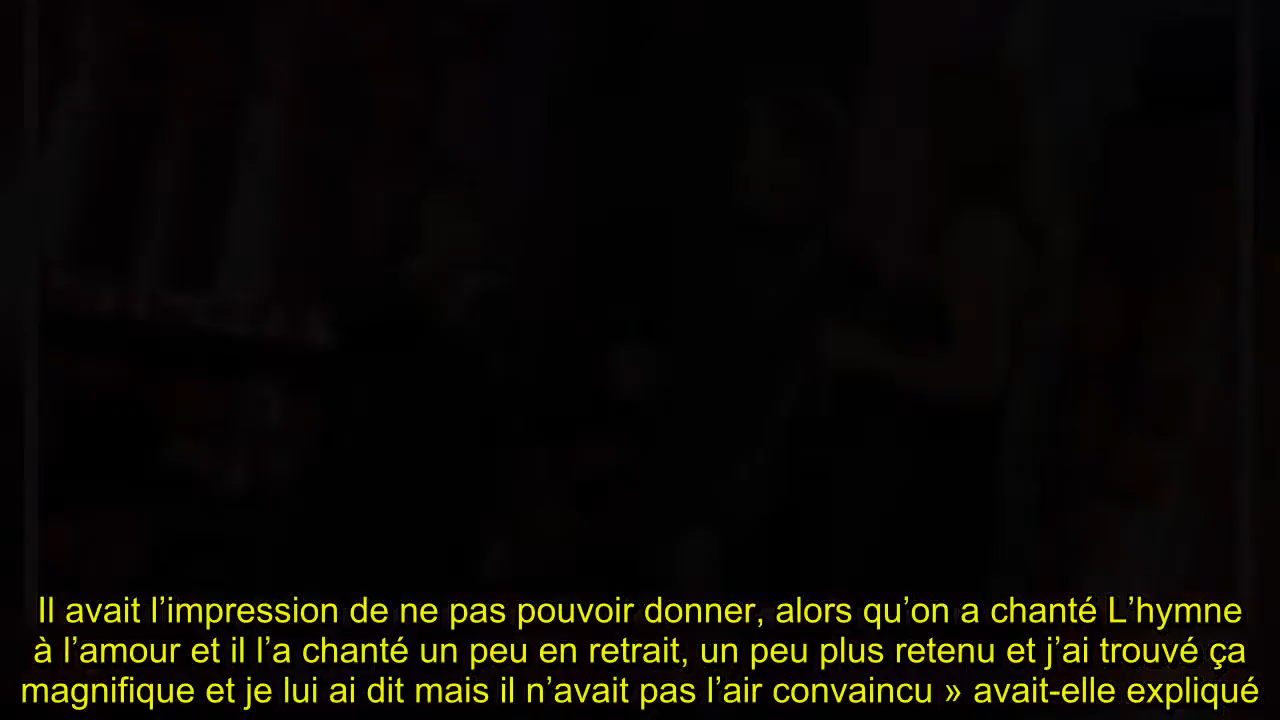 Il avait l’impression de ne pas pouvoir donner, alors qu’on a chanté L’hymne
à l’amour et il l’a chanté un peu en retrait, un peu plus retenu et j’ai trouvé ça
magnifique et je lui ai dit mais il n’avait pas l’air convaincu » avait-elle expliqué